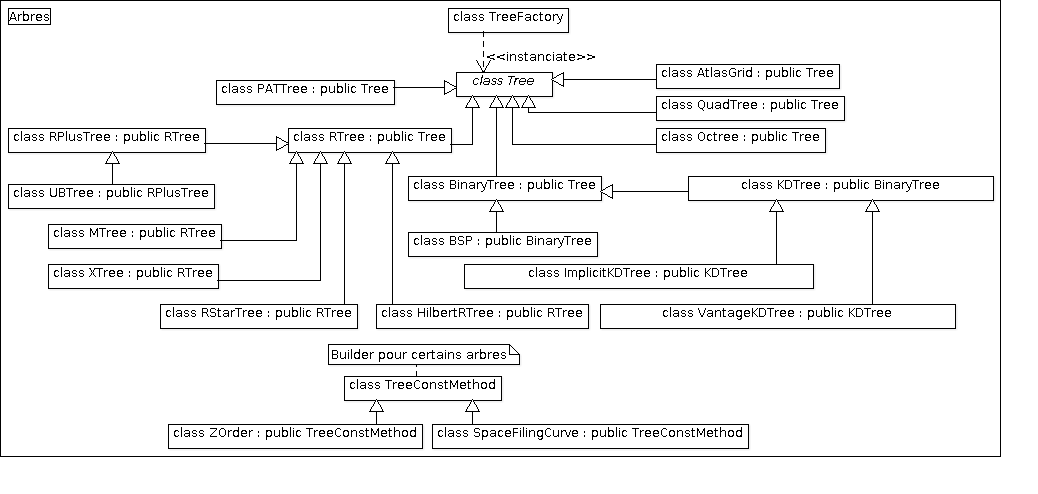 Arbres
class TreeFactory
<<instanciate>>
class Tree
class AtlasGrid : public Tree
class PATTree : public Tree
class QuadTree : public Tree
class RPlusTree : public RTree
class RTree : public Tree
class Octree : public Tree
class UBTree : public RPlusTree
class BinaryTree : public Tree
class KDTree : public BinaryTree
class MTree : public RTree
class BSP : public BinaryTree
class XTree : public RTree
class ImplicitKDTree : public KDTree
class RStarTree : public RTree
class HilbertRTree : public RTree
class VantageKDTree : public KDTree
Builder pour certains arbres
class TreeConstMethod
class ZOrder : public TreeConstMethod
class SpaceFilingCurve : public TreeConstMethod